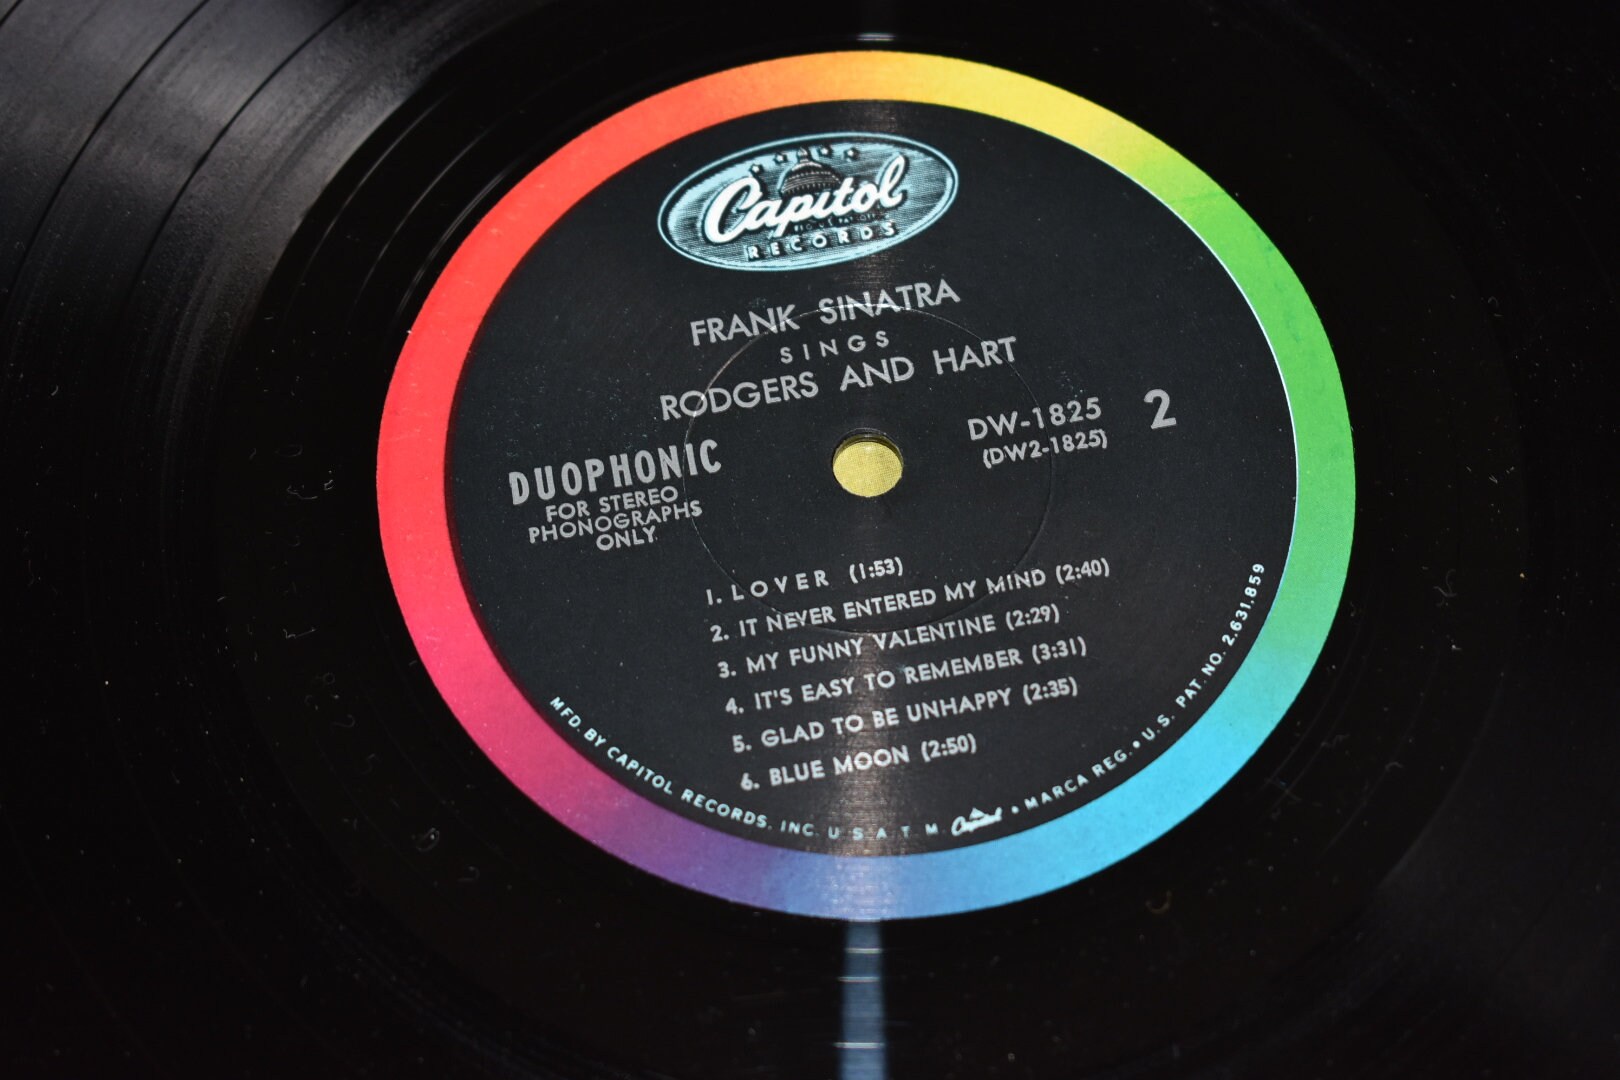 Capitol
RECORDS
FRANK SINATRA
SINGS
RODGERS AND HART
DUOPHONIC
FOR STEREO
PHONOGRAPHS
ONLY
DW-1825
(DW2-1825)
2
1. LOVER (1:53)
2. IT NEVER ENTERED MY MIND (2:40)
3. MY FUNNY VALENTINE (2:29)
4. IT'S EASY TO REMEMBER (3:31)
5. GLAD TO BE UNHAPPY (2:35)
6. BLUE MOON (2:50)
MFD. BY CAPITOL RECORDS, INC. U S A T M Capitol • MARCA REG. • U.S. PAT. NO. 2,631,859